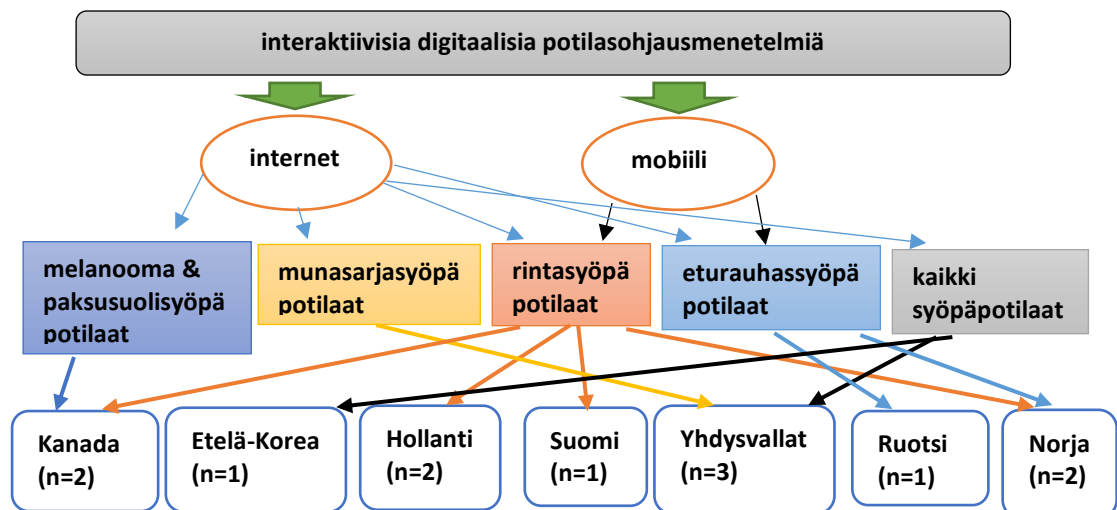 interaktiivisia digitaalisia potilasohjausmenetelmiä
internet
mobiili
melanooma &
paksusuolisyöpä
potilaat
munasarjasyöpä
potilaat
rintasyöpä
potilaat
eturauhassyöpä
potilaat
kaikki
syöpäpotilaat
Kanada
(n=2)
Etelä-Korea
(n=1)
Hollanti
(n=2)
Suomi
(n=1)
Yhdysvallat
(n=3)
Ruotsi
(n=1)
Norja
(n=2)